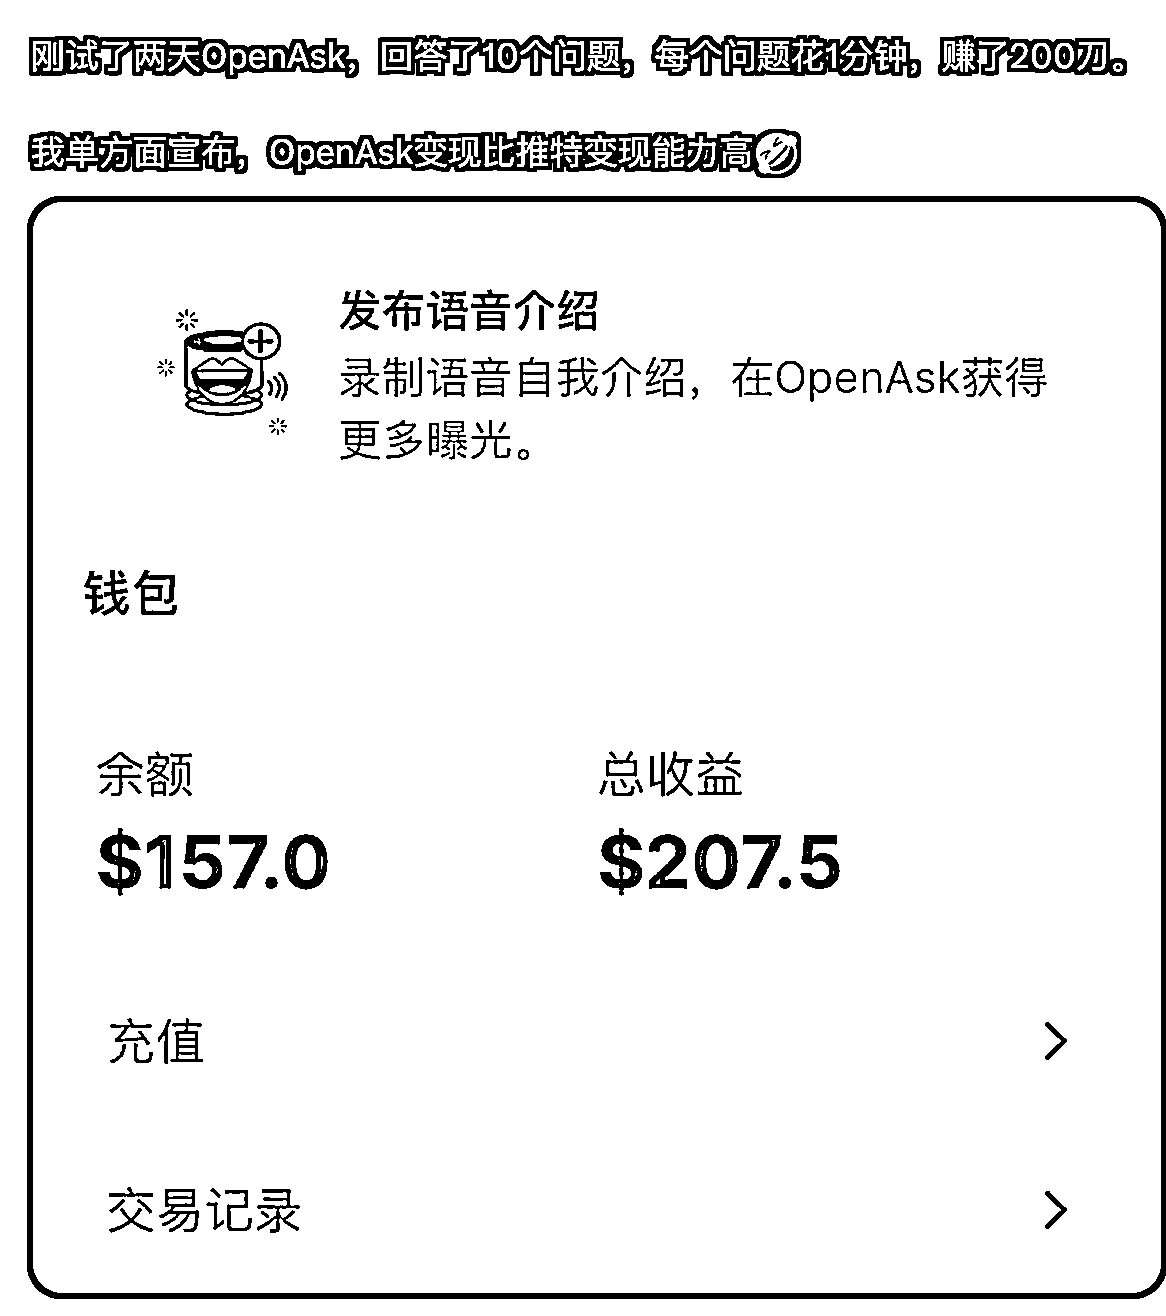 刚试了两天OpenAsk，回答了10个问题，每个问题花1分钟，赚了200刀。
我单方面宣布，OpenAsk变现比推特变现能力高🤣
发布语音介绍
录制语音自我介绍，在OpenAsk获得
更多曝光。
钱包
余额 总收益
$157.0 $207.5
充值
交易记录